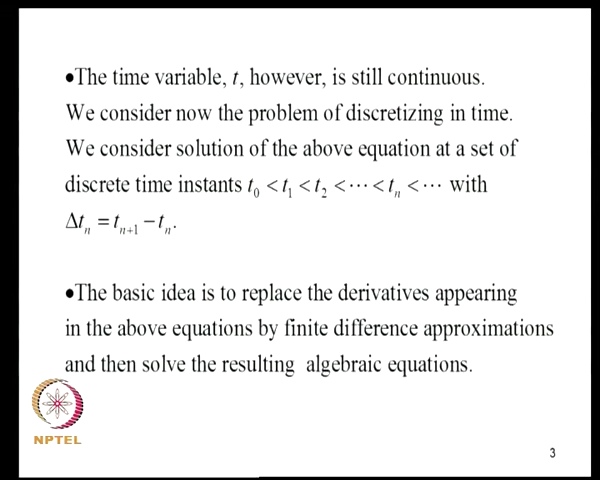 •The time variable, t, however, is still continuous.
We consider now the problem of discretizing in time.
We consider solution of the above equation at a set of
discrete time instants t₀ < t₁ < t₂ < ⋯ < tₙ < ⋯ with
Δtₙ = tₙ₊₁ − tₙ.
•The basic idea is to replace the derivatives appearing
in the above equations by finite difference approximations
and then solve the resulting algebraic equations.
NPTEL
3